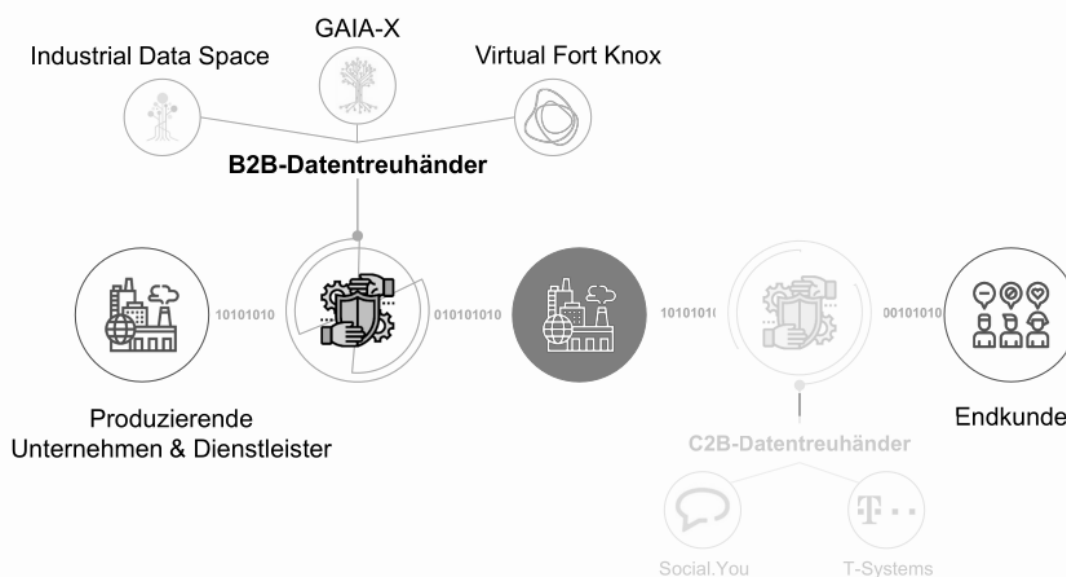 GAIA-X
Industrial Data Space
Virtual Fort Knox
B2B-Datentreuhänder
10101010
010101010
1010101(
00101010
Produzierende
Unternehmen & Dienstleister
Endkunde
C2B-Datentreuhänder
T
Social.You
T-Systems